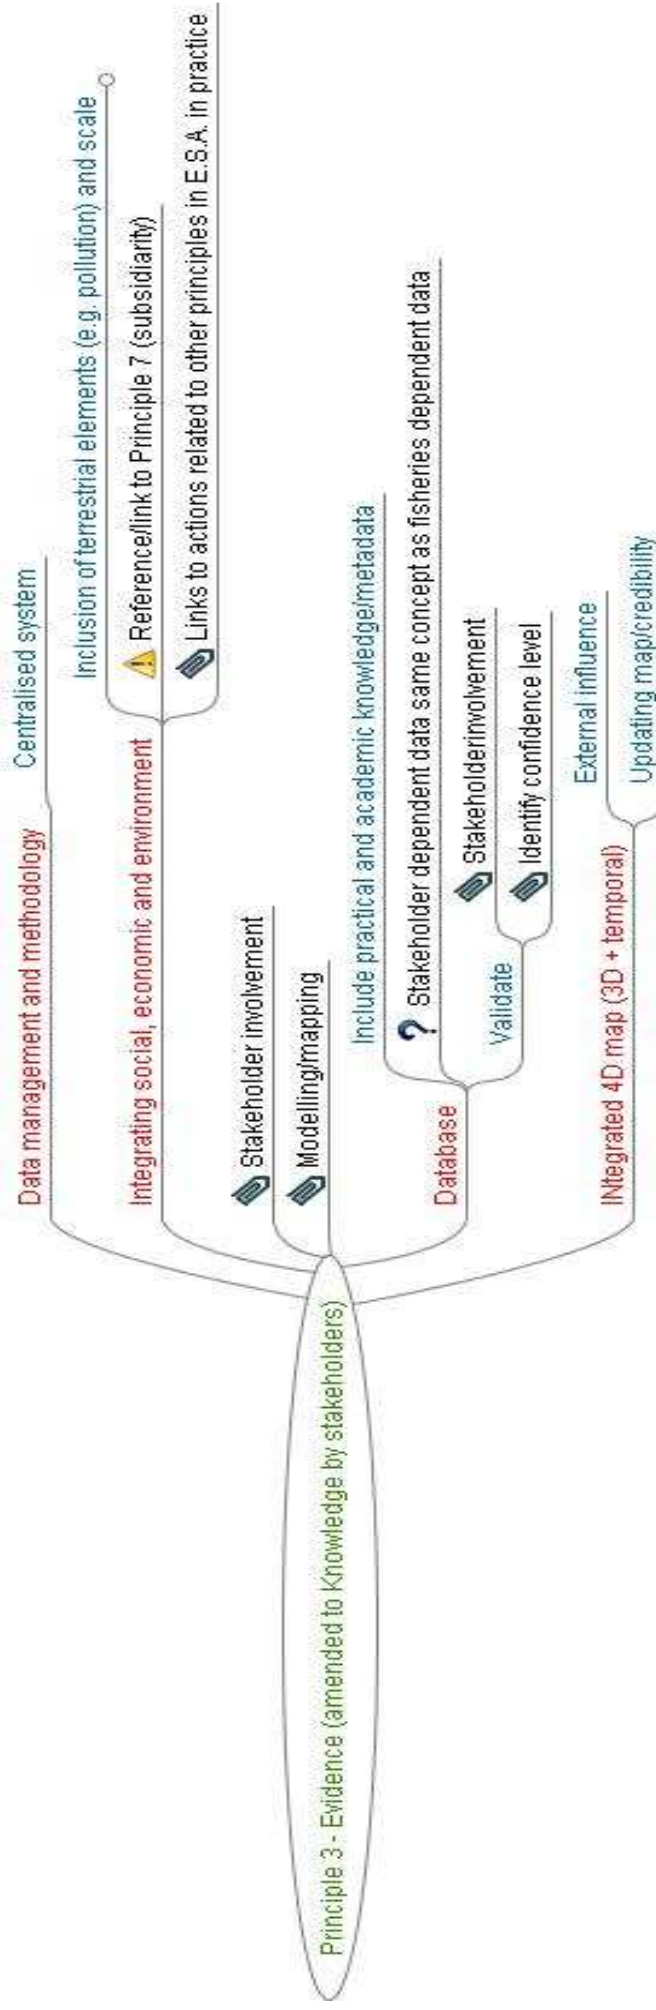 Principle 3 - Evidence (amended to Knowledge by stakeholders)
Data management and methodology
Centralised system
Integrating social, economic and environment
Inclusion of terrestrial elements (e.g. pollution) and scale
Reference/link to Principle 7 (subsidiarity)
Links to actions related to other principles in E.S.A. in practice
Stakeholder involvement
Modelling/mapping
Database
Include practical and academic knowledge/metadata
Stakeholder dependent data same concept as fisheries dependent data
Validate
Stakeholderinvolvement
Identify confidence level
INtegrated 4D map (3D + temporal)
External influence
Updating map/credibility